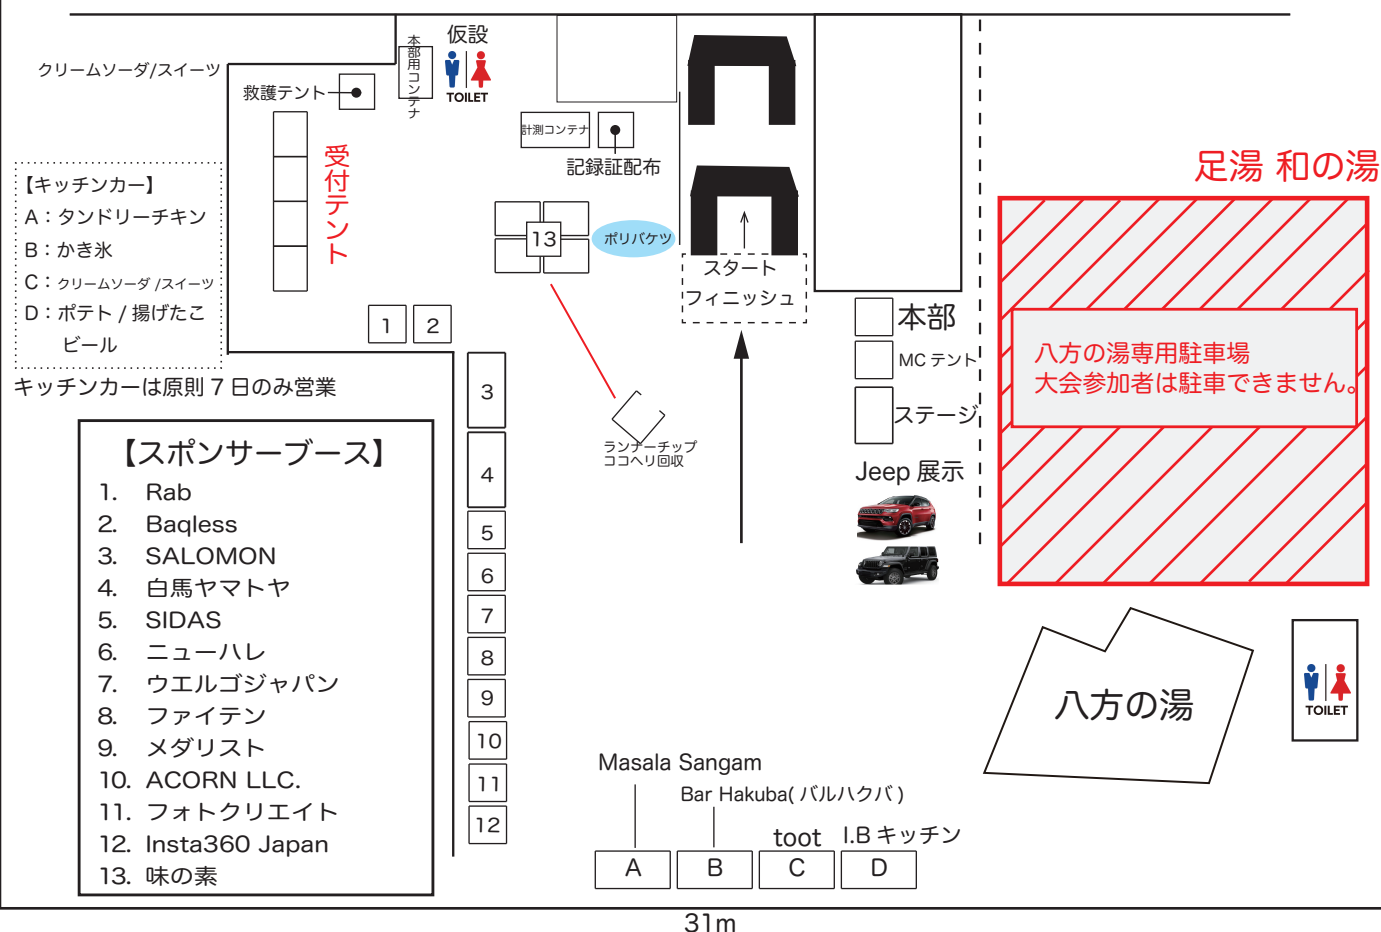 クリームソーダ/スイーツ
本部用コンテナ
仮設
TOILET
救護テント
計測コンテナ
記録証配布
受付テント
【キッチンカー】
A：タンドリーチキン
B：かき氷
C：クリームソーダ /スイーツ
D：ポテト / 揚げたこ
ビール
キッチンカーは原則 7 日のみ営業
13
ポリバケツ
スタート
フィニッシュ
足湯 和の湯
八方の湯専用駐車場
大会参加者は駐車できません。
1
2
本部
MC テント
ステージ
Jeep 展示
ランナーチップ
ココヘリ回収
【スポンサーブース】
1. Rab
2. Baqless
3. SALOMON
4. 白馬ヤマトヤ
5. SIDAS
6. ニューハレ
7. ウエルゴジャパン
8. ファイテン
9. メダリスト
10. ACORN LLC.
11. フォトクリエイト
12. Insta360 Japan
13. 味の素
3
4
5
6
7
8
9
10
11
12
八方の湯
TOILET
Masala Sangam
Bar Hakuba( バルハクバ )
toot
I.B キッチン
A
B
C
D
31m